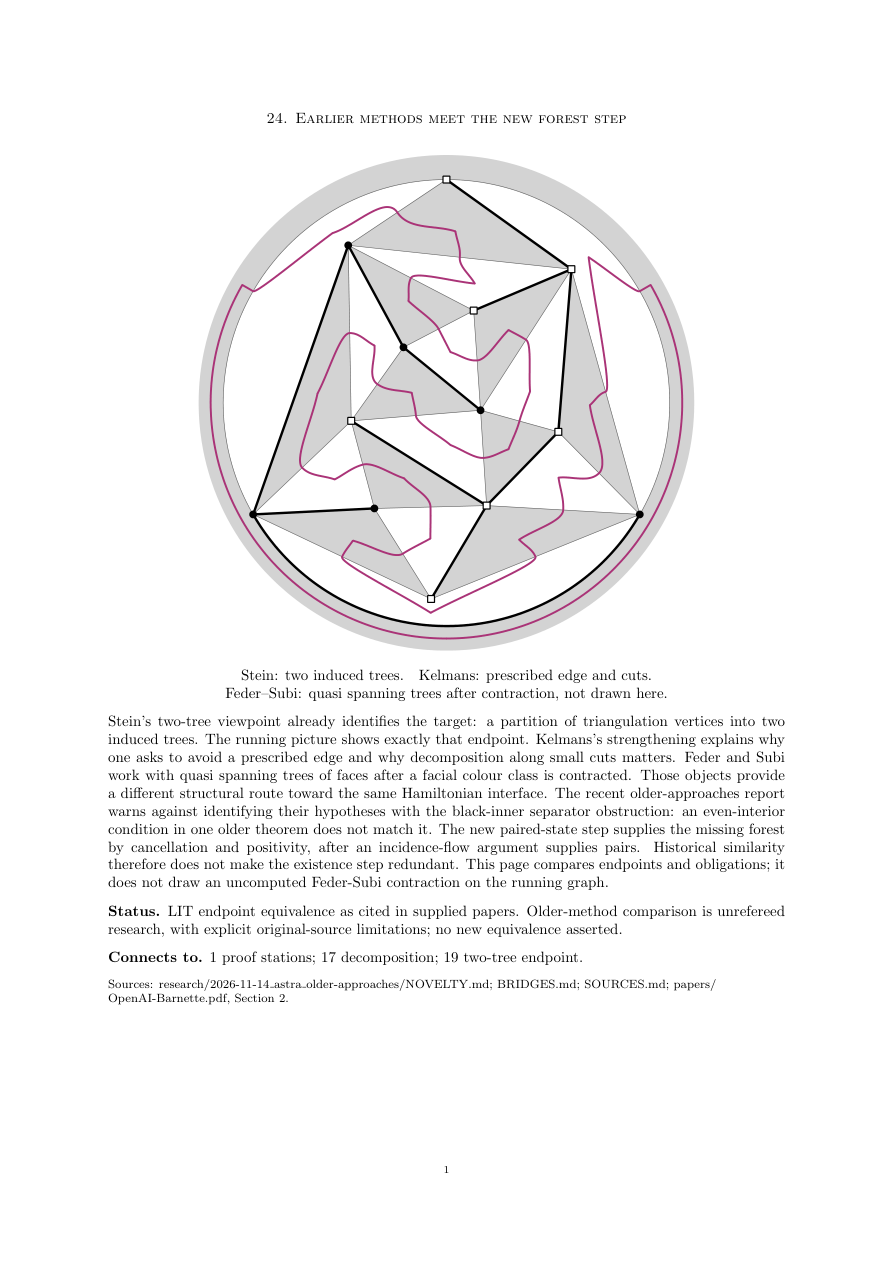 24. Earlier methods meet the new forest step
Stein: two induced trees. Kelmans: prescribed edge and cuts.
Feder–Subi: quasi spanning trees after contraction, not drawn here.
Stein's two-tree viewpoint already identifies the target: a partition of triangulation vertices into two
induced trees. The running picture shows exactly that endpoint. Kelmans's strengthening explains why
one asks to avoid a prescribed edge and why decomposition along small cuts matters. Feder and Subi
work with quasi spanning trees of faces after a facial colour class is contracted. Those objects provide
a different structural route toward the same Hamiltonian interface. The recent older-approaches report
warns against identifying their hypotheses with the black-inner separator obstruction: an even-interior
condition in one older theorem does not match it. The new paired-state step supplies the missing forest
by cancellation and positivity, after an incidence-flow argument supplies pairs. Historical similarity
therefore does not make the existence step redundant. This page compares endpoints and obligations; it
does not draw an uncomputed Feder-Subi contraction on the running graph.
Status. LIT endpoint equivalence as cited in supplied papers. Older-method comparison is unrefereed
research, with explicit original-source limitations; no new equivalence asserted.
Connects to. 1 proof stations; 17 decomposition; 19 two-tree endpoint.
Sources: research/2026-11-14_astra_older-approaches/NOVELTY.md; BRIDGES.md; SOURCES.md; papers/
OpenAI-Barnette.pdf, Section 2.
1